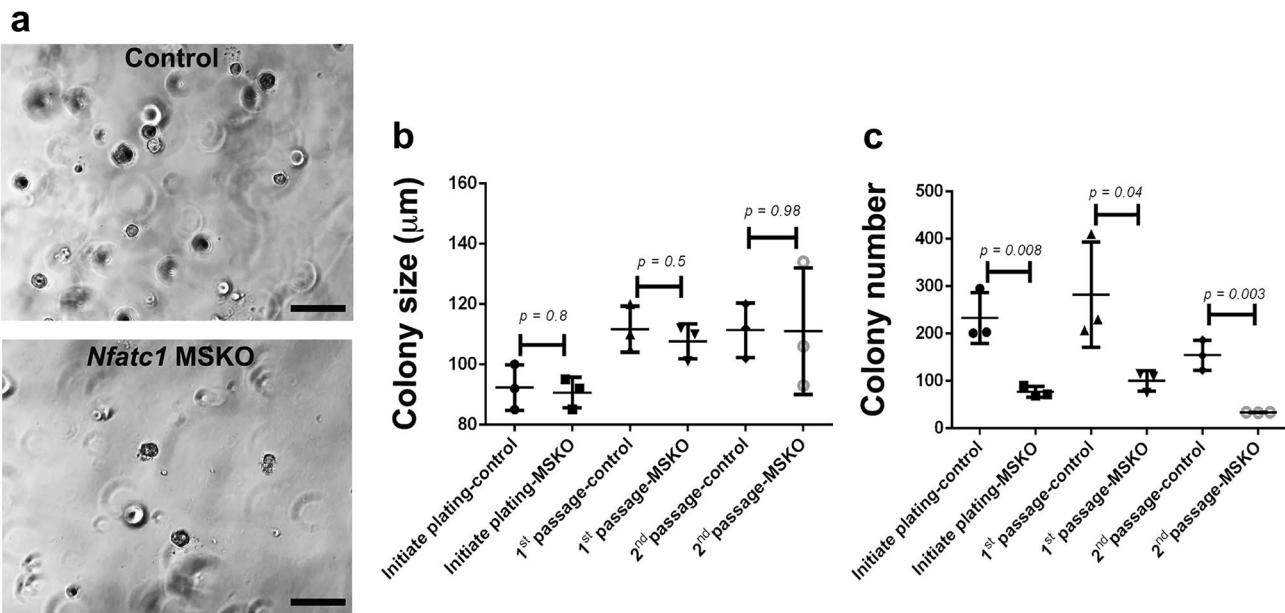 a
Control
Nfatc1 MSKO
b
Colony size (μm)
160
140
120
100
80
p = 0.8
p = 0.5
p = 0.98
Initiate plating-control
Initiate plating-MSKO
1st passage-control
1st passage-MSKO
2nd passage-control
2nd passage-MSKO
c
Colony number
500
400
300
200
100
0
p = 0.008
p = 0.04
p = 0.003
Initiate plating-control
Initiate plating-MSKO
1st passage-control
1st passage-MSKO
2nd passage-control
2nd passage-MSKO